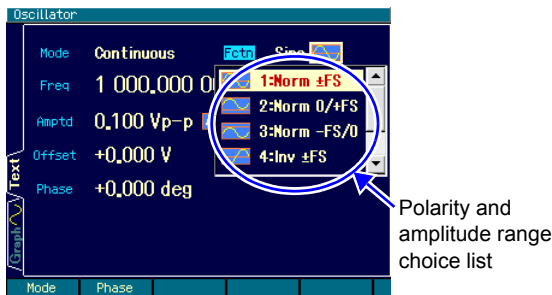 Oscillator
Mode Continuous Fctn Sine
1:Norm ±FS
Freq 1 000.000 0
2:Norm 0/+FS
Amptd 0.100 Vp-p
3:Norm -FS/0
Offset +0.000 V
4:Inv ±FS
Phase +0.000 deg
Text
Graph
Polarity and
amplitude range
choice list
Mode Phase